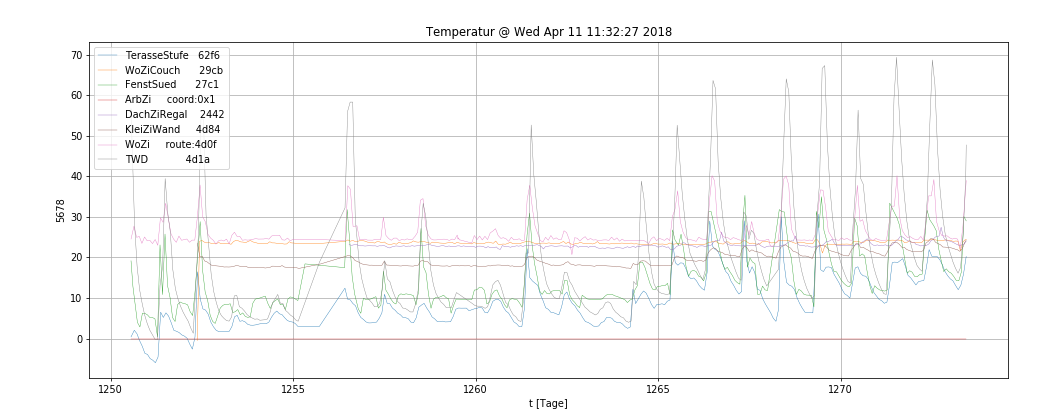 Temperatur @ Wed Apr 11 11:32:27 2018
70
60
50
40
30
20
10
0
5678
TerasseStufe 62f6
WoZiCouch 29cb
FenstSued 27c1
ArbZi coord:0x1
DachZiRegal 2442
KleiZiWand 4d84
WoZi route:4d0f
TWD 4d1a
1250 1255 1260 1265 1270
t [Tage]